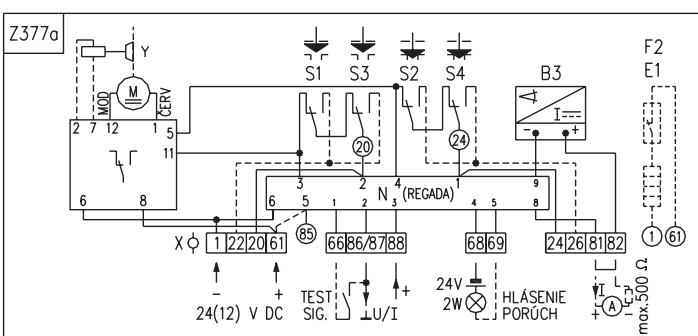 Z377a
Y
M
MOD
ČERV
2 7 12 1
5
11
6 8
S1 S3 S2 S4
20
24
B3
I
- +
F2
E1
3 2 4 1 9
N (REGADA)
6 5 1 2 3 4 5 8
85
X 1 22 20 61 66 86/87 88 68 69 24 26 81 82
1 61
− +
24(12) V DC
TEST
SIG.
⊥U/I
+
24V
2W
HLÁSENIE
PORÚCH
I
+ A -
max.500 Ω